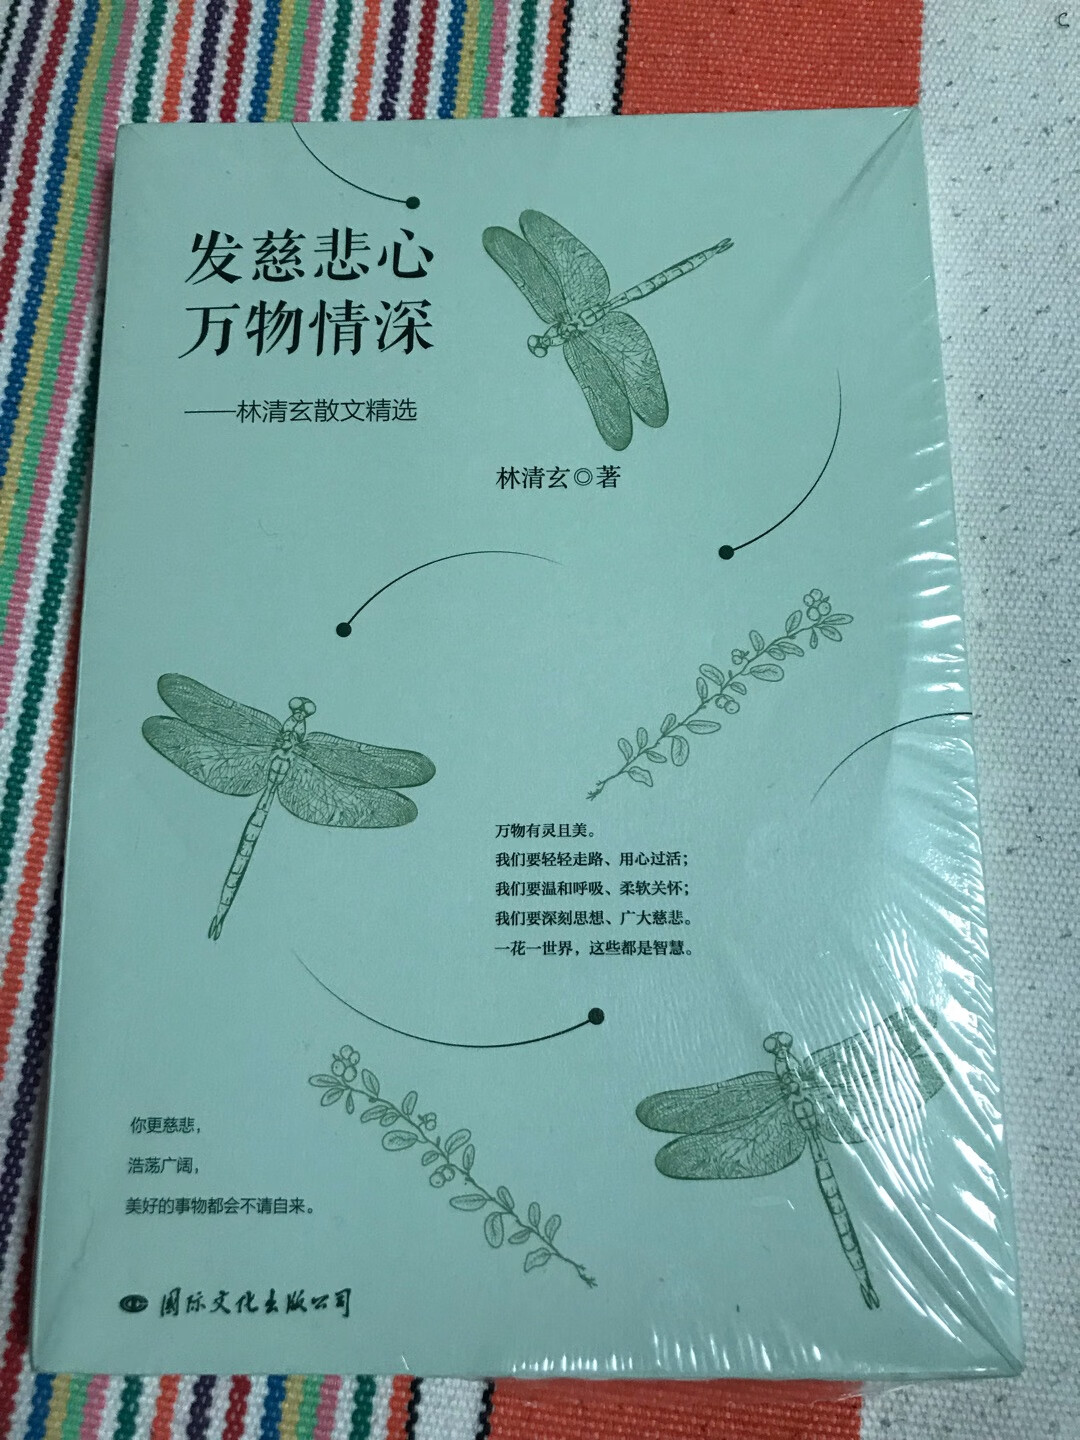 发慈悲心
万物情深
——林清玄散文精选
林清玄◎著
万物有灵且美。
我们要轻轻走路、用心过活；
我们要温和呼吸、柔软关怀；
我们要深刻思想、广大慈悲。
一花一世界，这些都是智慧。
你更慈悲，
浩荡广阔，
美好的事物都会不请自来。
国际文化出版公司